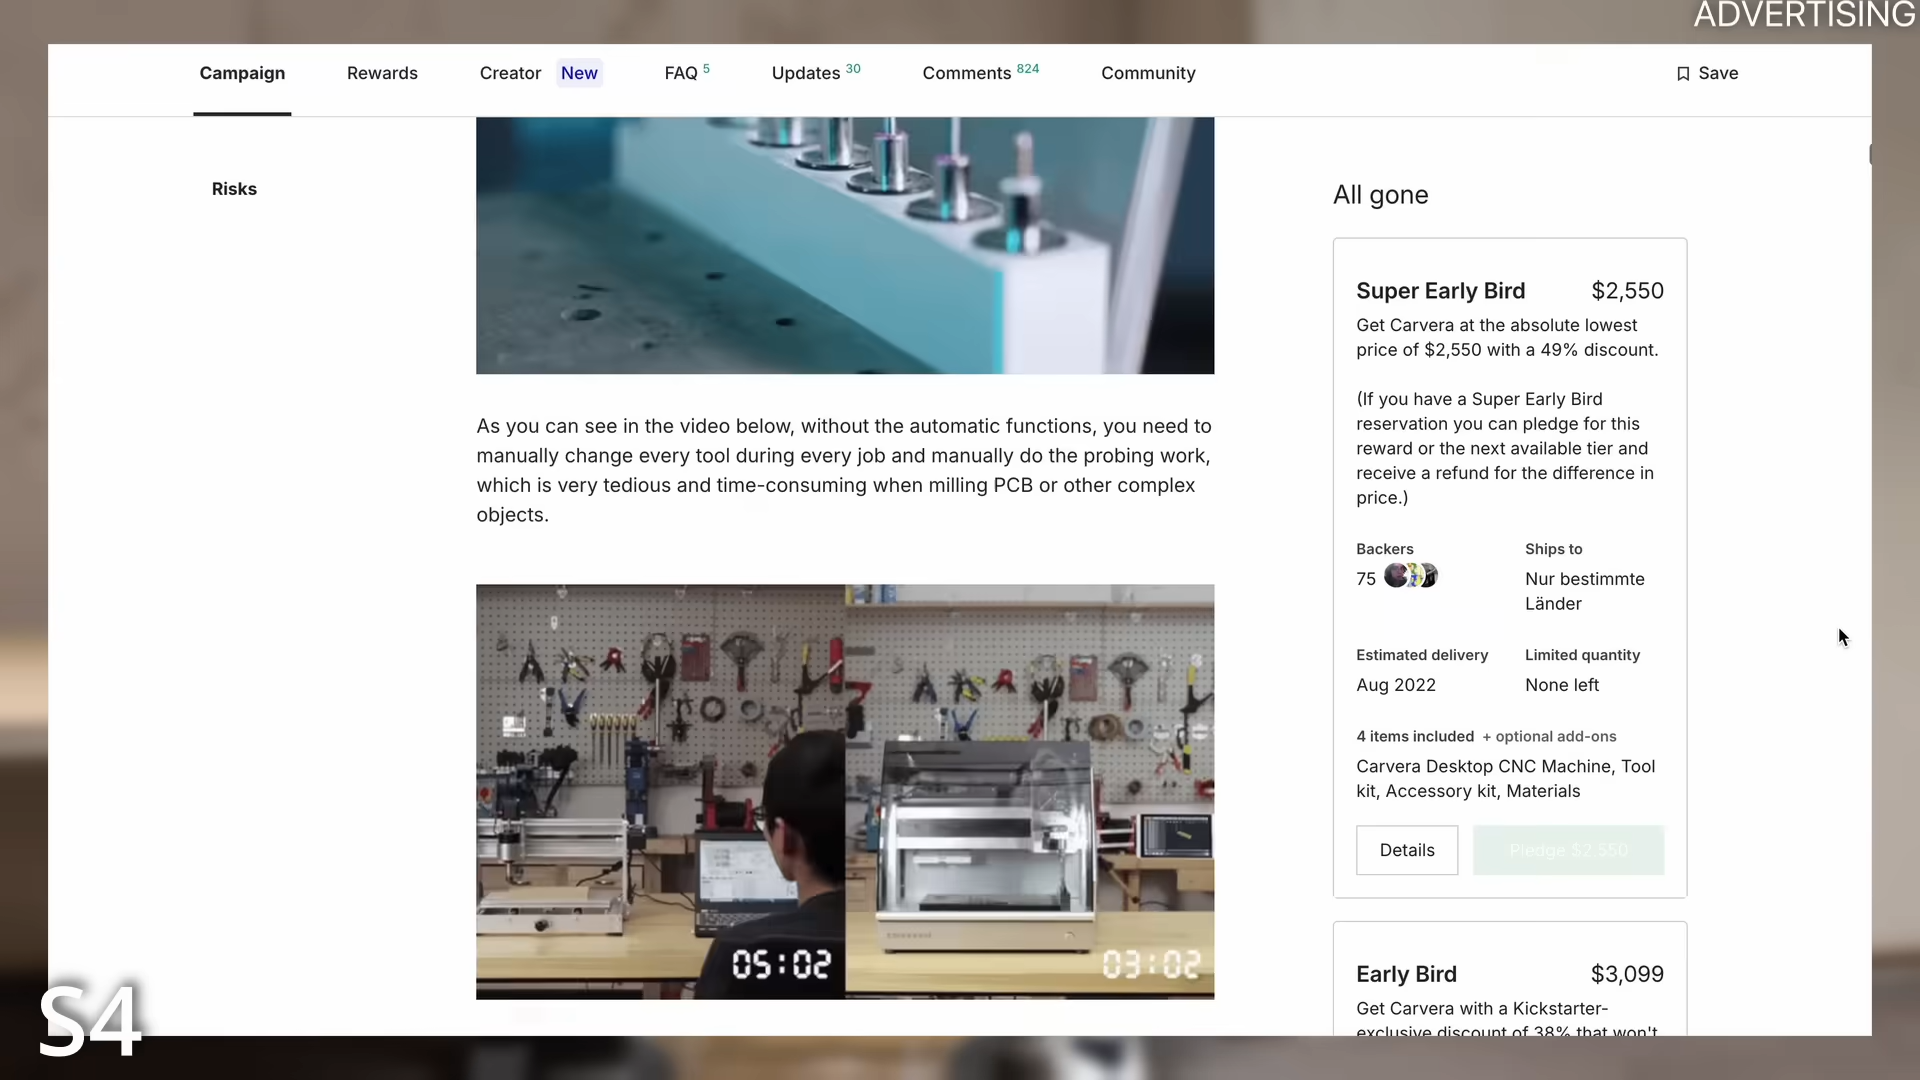 ADVERTISING
Campaign
Rewards
Creator New
FAQ 5
Updates 30
Comments 824
Community
Save
Risks
As you can see in the video below, without the automatic functions, you need to
manually change every tool during every job and manually do the probing work,
which is very tedious and time-consuming when milling PCB or other complex
objects.
05:02
03:02
All gone
Super Early Bird $2,550
Get Carvera at the absolute lowest
price of $2,550 with a 49% discount.
(If you have a Super Early Bird
reservation you can pledge for this
reward or the next available tier and
receive a refund for the difference in
price.)
Backers
75
Ships to
Nur bestimmte
Länder
Estimated delivery
Aug 2022
Limited quantity
None left
4 items included + optional add-ons
Carvera Desktop CNC Machine, Tool
kit, Accessory kit, Materials
Details
Pledge $2,550
Early Bird $3,099
Get Carvera with a Kickstarter-
exclusive discount of 38% that won't
S4